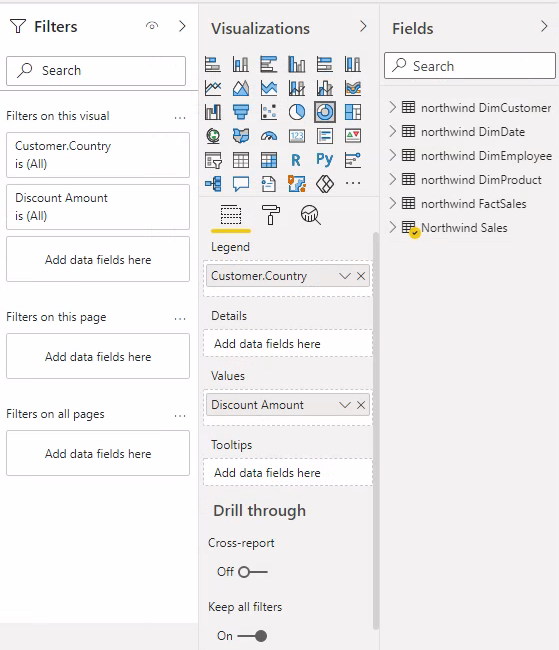 Filters
Search
Filters on this visual
...
Customer.Country
is (All)
Discount Amount
is (All)
Add data fields here
Filters on this page
...
Add data fields here
Filters on all pages
...
Add data fields here
Visualizations
123
R
Py
...
Legend
Customer.Country
Details
Add data fields here
Values
Discount Amount
Tooltips
Add data fields here
Drill through
Cross-report
Off
Keep all filters
On
Fields
Search
northwind DimCustomer
northwind DimDate
northwind DimEmployee
northwind DimProduct
northwind FactSales
Northwind Sales